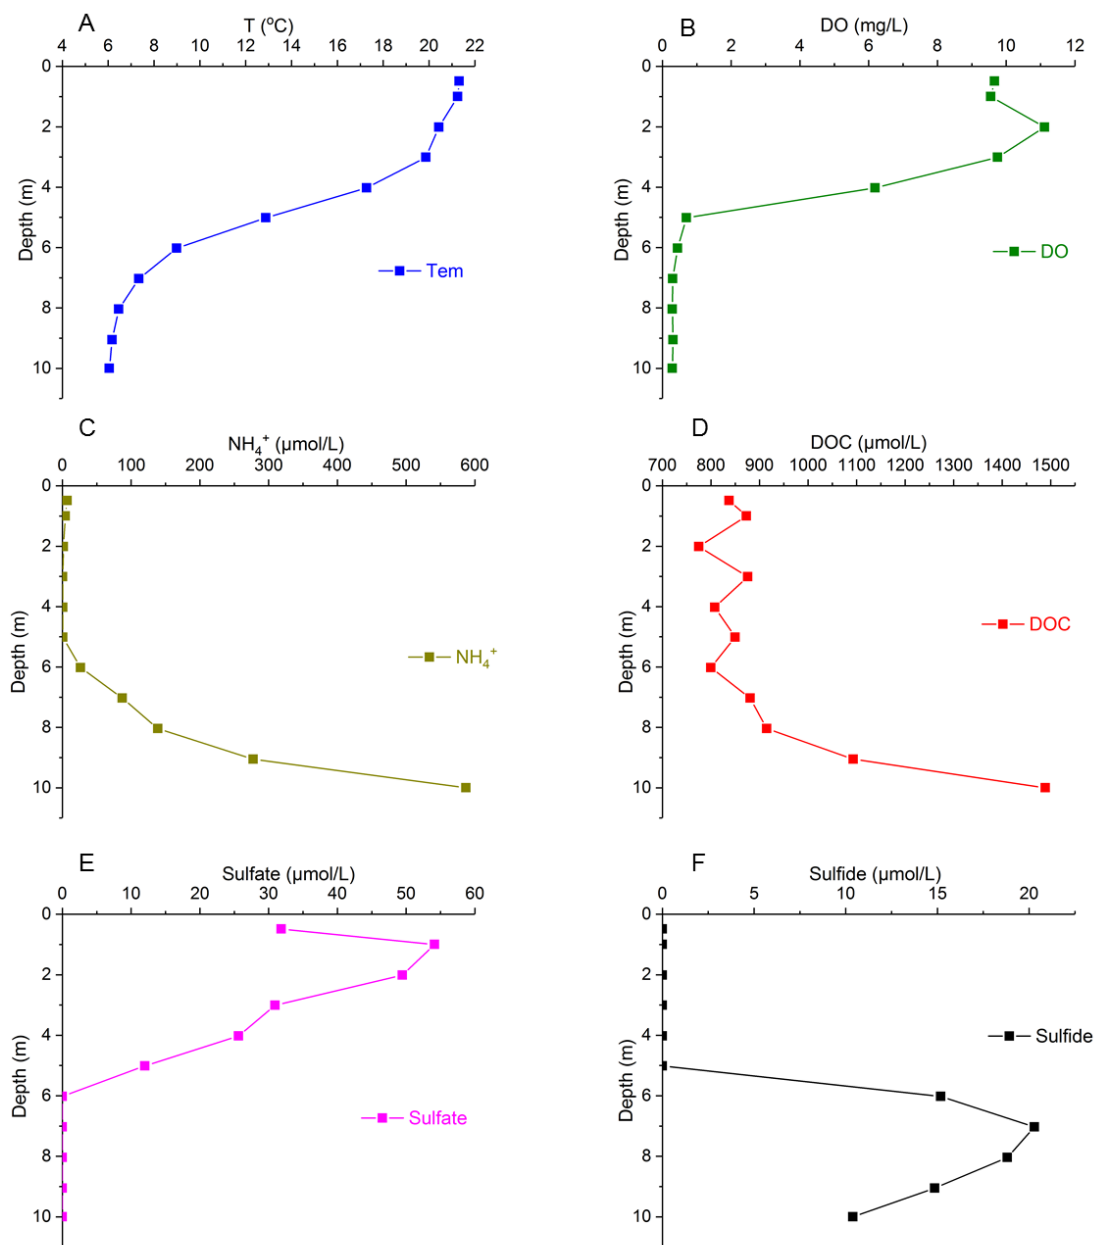 A
T (ºC)
4 6 8 10 12 14 16 18 20 22
0
2
4
6
8
10
Depth (m)
Tem
B
DO (mg/L)
0 2 4 6 8 10 12
0
2
4
6
8
10
Depth (m)
DO
C
NH₄⁺ (μmol/L)
0 100 200 300 400 500 600
0
2
4
6
8
10
Depth (m)
NH₄⁺
D
DOC (μmol/L)
700 800 900 1000 1100 1200 1300 1400 1500
0
2
4
6
8
10
Depth (m)
DOC
E
Sulfate (μmol/L)
0 10 20 30 40 50 60
0
2
4
6
8
10
Depth (m)
Sulfate
F
Sulfide (μmol/L)
0 5 10 15 20
0
2
4
6
8
10
Depth (m)
Sulfide